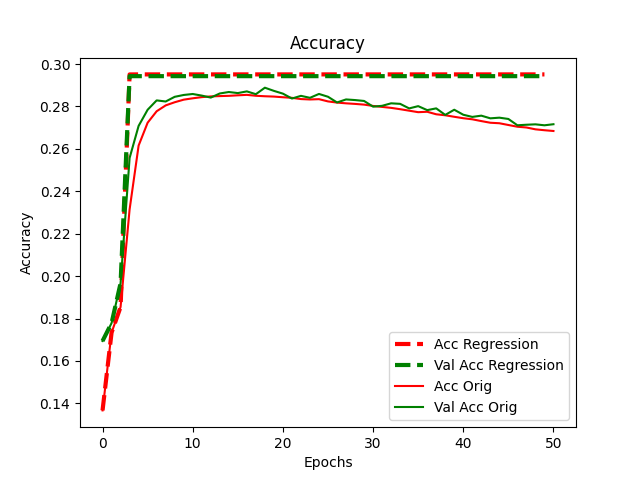 Accuracy
0.30
0.28
0.26
0.24
0.22
0.20
0.18
0.16
0.14
Accuracy
Acc Regression
Val Acc Regression
Acc Orig
Val Acc Orig
0
10
20
30
40
50
Epochs